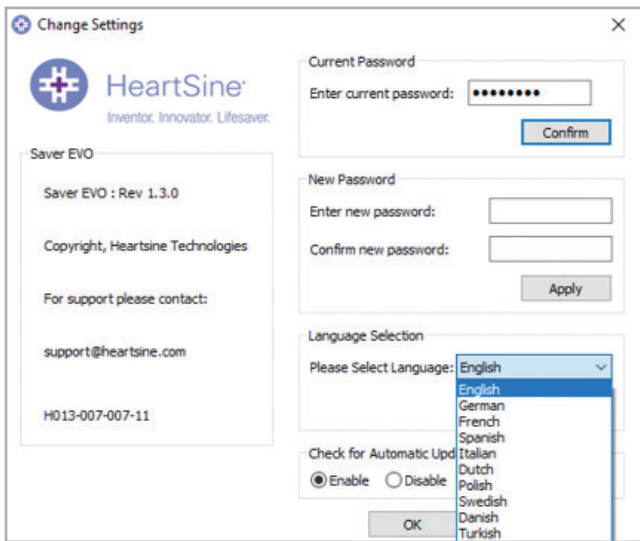 Change Settings
HeartSine
Inventor. Innovator. Lifesaver.
Saver EVO
Saver EVO : Rev 1.3.0
Copyright, Heartsine Technologies
For support please contact:
support@heartsine.com
H013-007-007-11
Current Password
Enter current password:
Confirm
New Password
Enter new password:
Confirm new password:
Apply
Language Selection
Please Select Language: English
English
German
French
Spanish
Italian
Dutch
Polish
Swedish
Danish
Turkish
Check for Automatic Upd
Enable Disable
OK